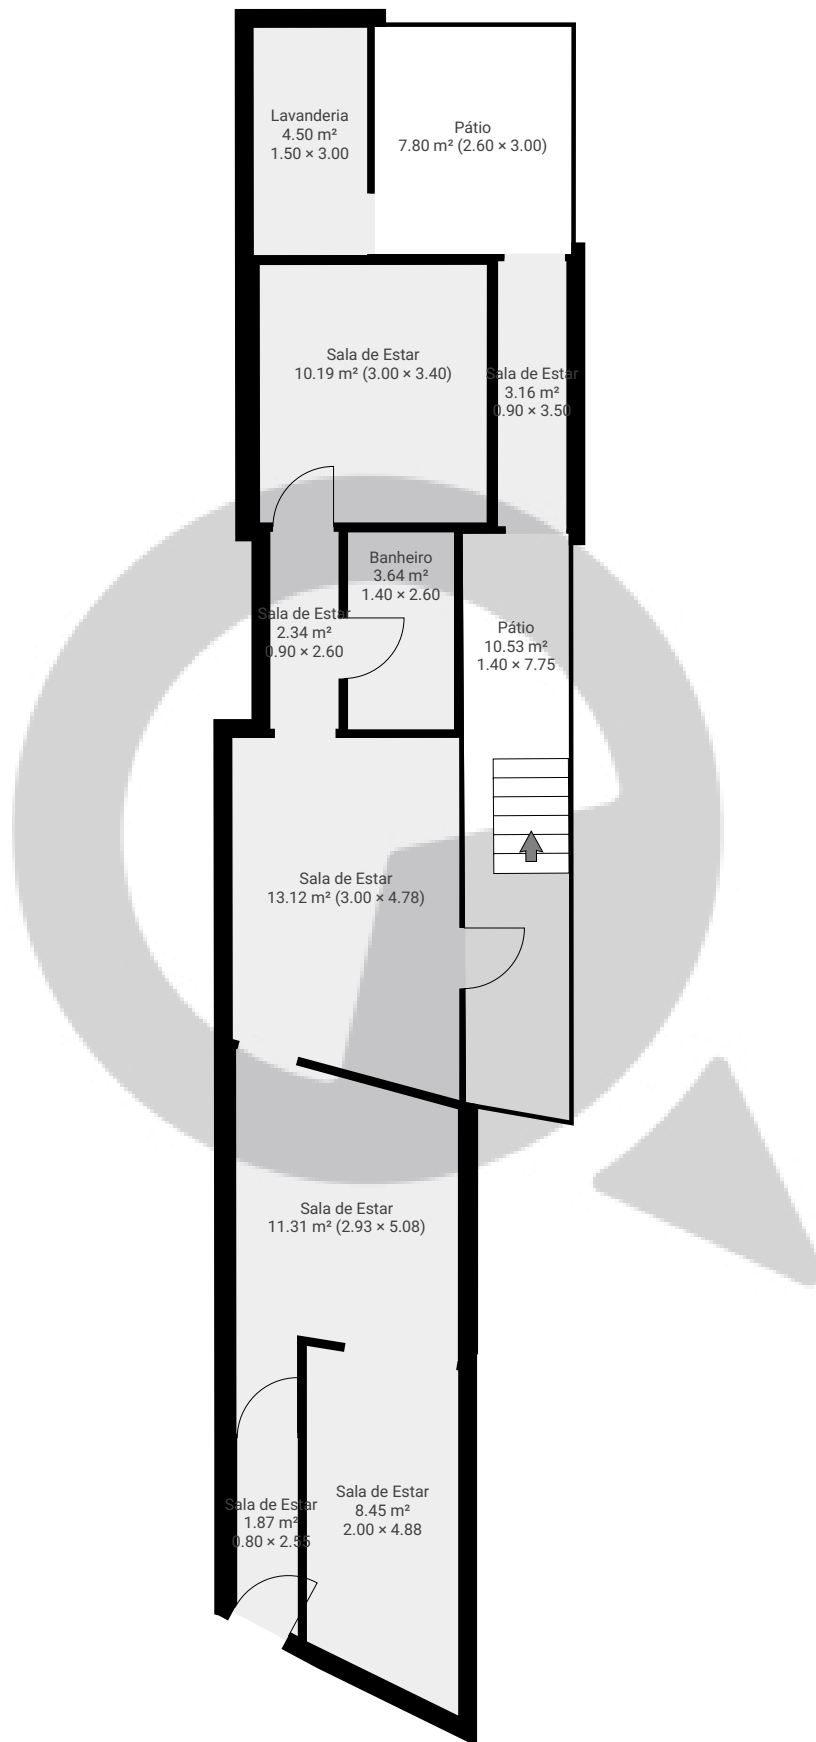 Lavanderia
4.50 m²
1.50 × 3.00
Pátio
7.80 m² (2.60 × 3.00)
Sala de Estar
10.19 m² (3.00 × 3.40)
Sala de Estar
3.16 m²
0.90 × 3.50
Banheiro
3.64 m²
1.40 × 2.60
Sala de Estar
2.34 m²
0.90 × 2.60
Pátio
10.53 m²
1.40 × 7.75
Sala de Estar
13.12 m² (3.00 × 4.78)
Sala de Estar
11.31 m² (2.93 × 5.08)
Sala de Estar
8.45 m²
2.00 × 4.88
Sala de Estar
1.87 m²
0.80 × 2.55